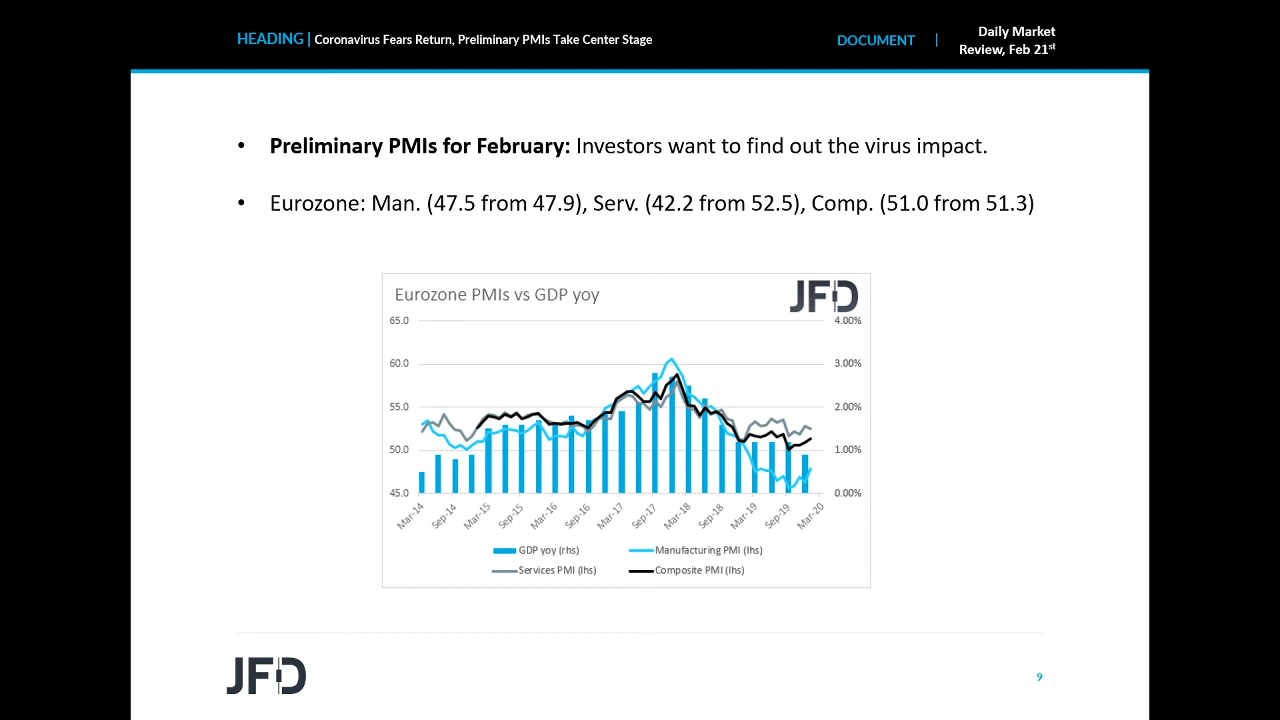 HEADING | Coronavirus Fears Return, Preliminary PMIs Take Center Stage
DOCUMENT | Daily Market
Review, Feb 21st
• Preliminary PMIs for February: Investors want to find out the virus impact.
• Eurozone: Man. (47.5 from 47.9), Serv. (42.2 from 52.5), Comp. (51.0 from 51.3)
Eurozone PMIs vs GDP yoy
JFD
65.0 4.00%
60.0 3.00%
55.0 2.00%
50.0 1.00%
45.0 0.00%
Mar-14 Sep-14 Mar-15 Sep-15 Mar-16 Sep-16 Mar-17 Sep-17 Mar-18 Sep-18 Mar-19 Sep-19 Mar-20
GDP yoy (rhs) Manufacturing PMI (lhs)
Services PMI (lhs) Composite PMI (lhs)
JFD
9